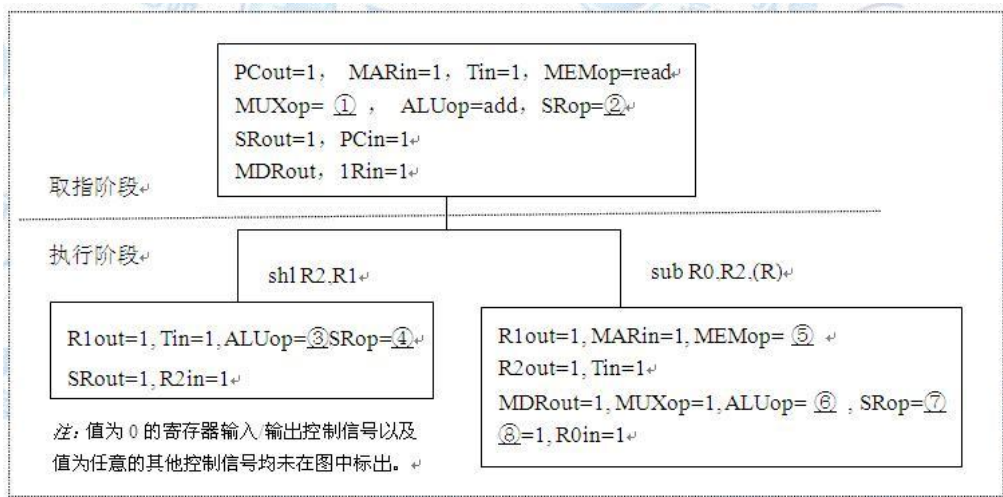 PCout=1, MARin=1, Tin=1, MEMop=read
MUXop= ① , ALUop=add, SRop=②
SRout=1, PCin=1
MDRout, 1Rin=1
取指阶段
执行阶段
shl R2,R1
sub R0,R2,(R)
R1out=1, Tin=1, ALUop=③SRop=④
SRout=1, R2in=1
R1out=1, MARin=1, MEMop= ⑤
R2out=1, Tin=1
MDRout=1, MUXop=1, ALUop= ⑥ , SRop=⑦
⑧=1, R0in=1
注:值为 0 的寄存器输入/输出控制信号以及
值为任意的其他控制信号均未在图中标出。